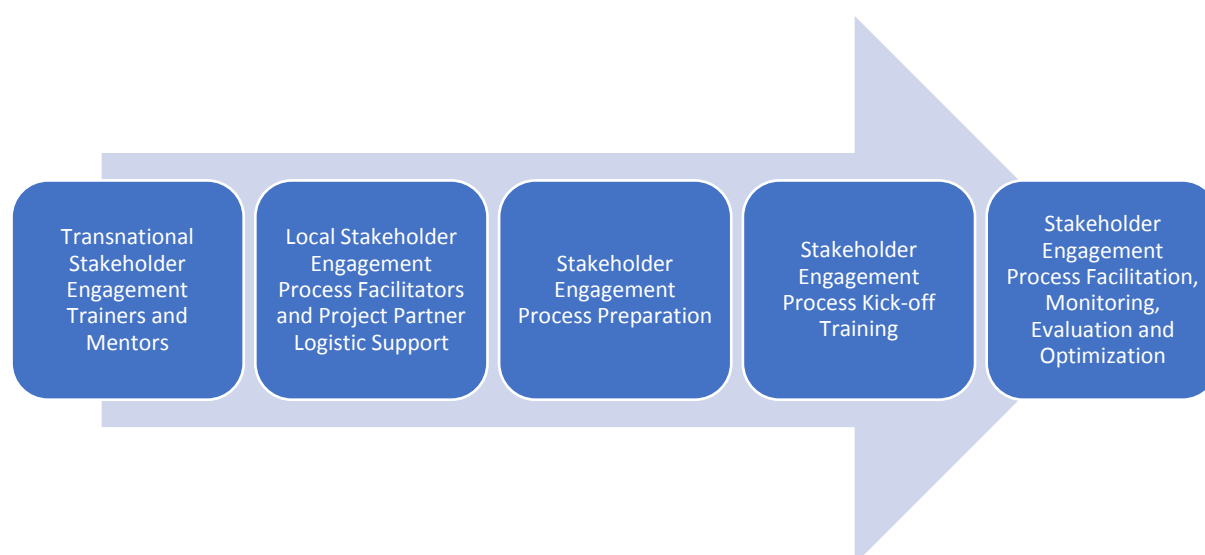 Transnational
Stakeholder
Engagement
Trainers and
Mentors
Local Stakeholder
Engagement
Process Facilitators
and Project Partner
Logistic Support
Stakeholder
Engagement
Process Preparation
Stakeholder
Engagement
Process Kick-off
Training
Stakeholder
Engagement
Process Facilitation,
Monitoring,
Evaluation and
Optimization